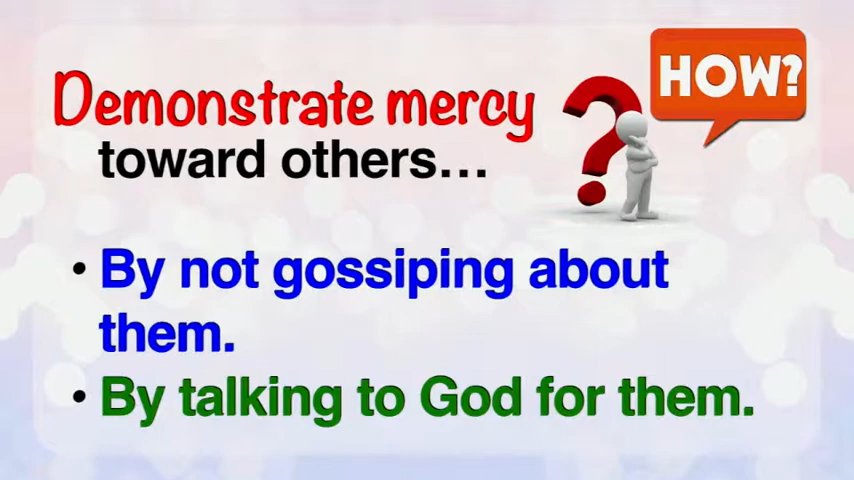 HOW?
Demonstrate mercy
toward others…
• By not gossiping about
them.
• By talking to God for them.